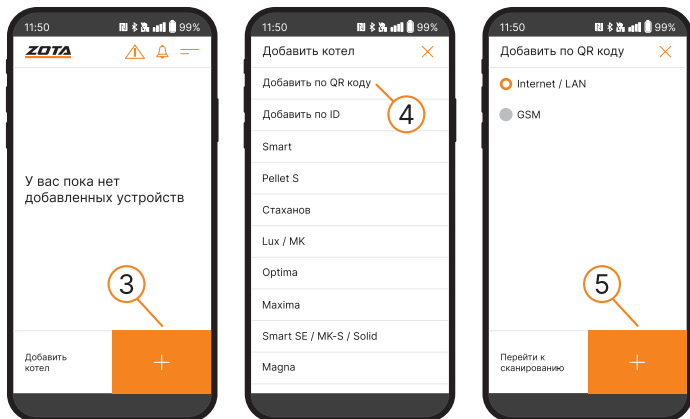 11:50 99%
ZOTA
У вас пока нет
добавленных устройств
3
Добавить
котел
11:50 99%
Добавить котел
Добавить по QR коду
4
Добавить по ID
Smart
Pellet S
Стаханов
Lux / MK
Optima
Maxima
Smart SE / MK-S / Solid
Magna
11:50 99%
Добавить по QR коду
Internet / LAN
GSM
5
Перейти к
сканированию